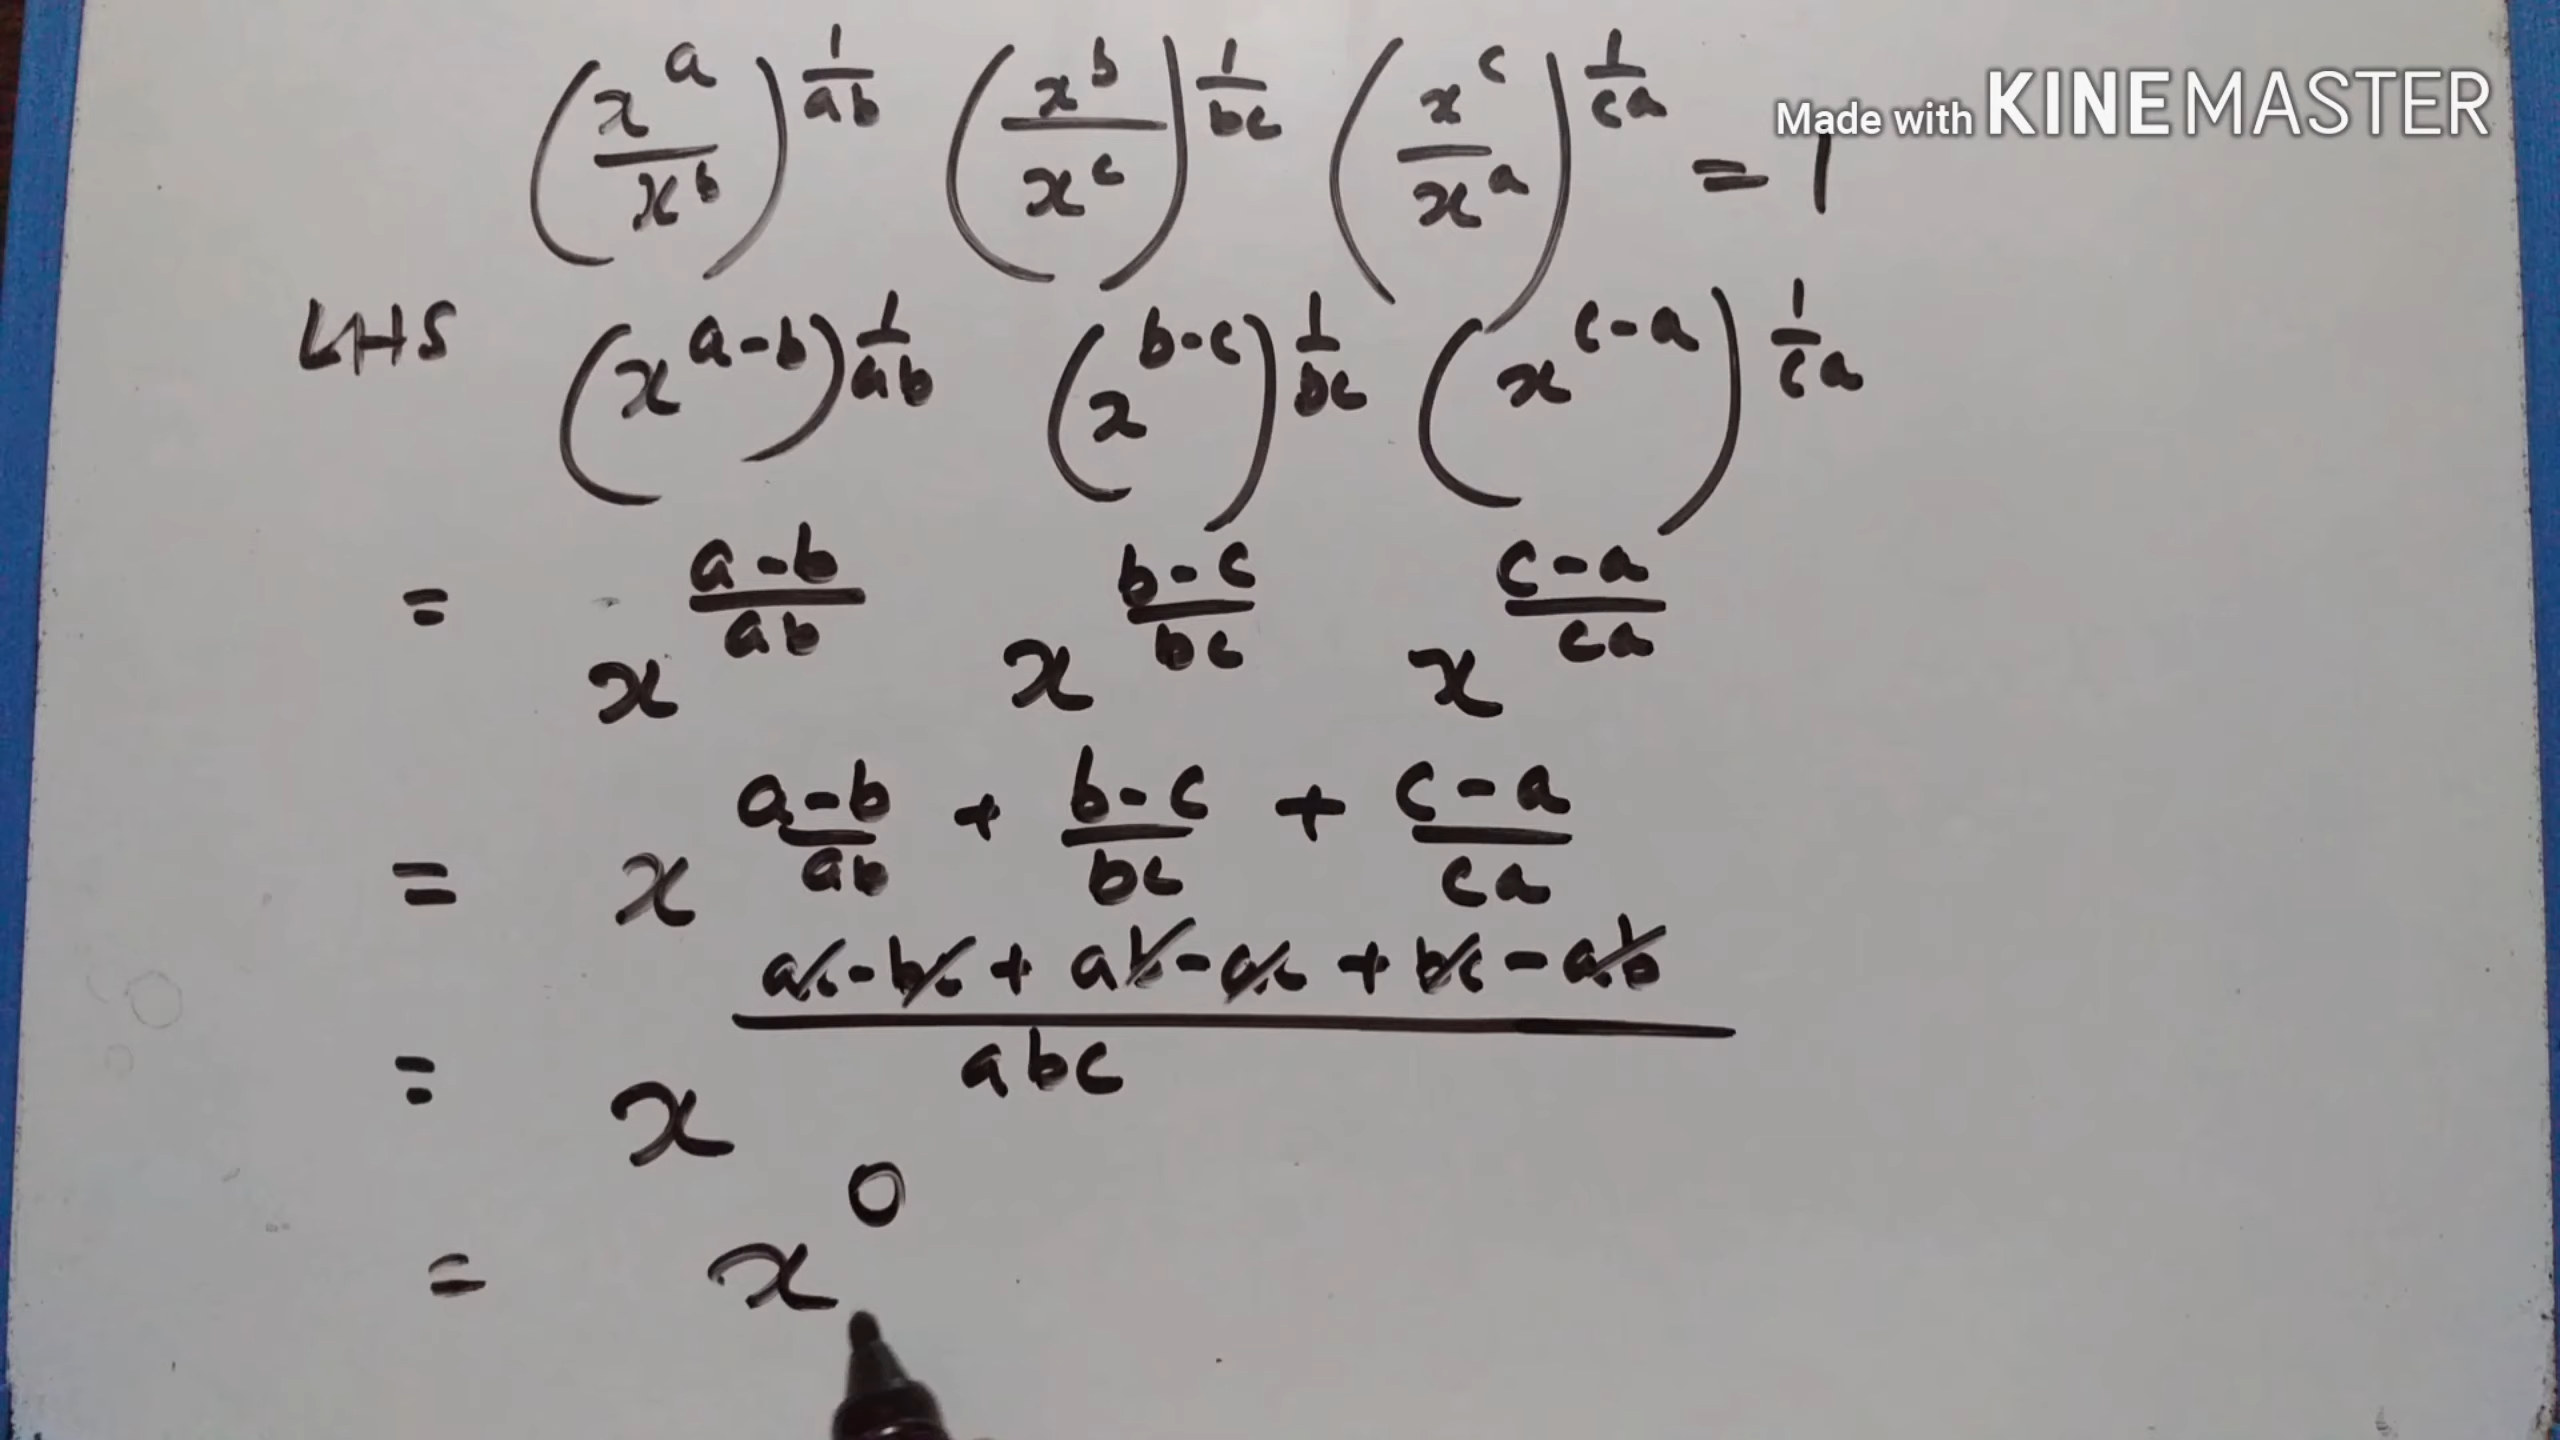 (x^a/x^b)^(1/ab) (x^b/x^c)^(1/bc) (x^c/x^a)^(1/ca) = 1
Made with KINEMASTER
LHS (x^(a-b))^(1/ab) (x^(b-c))^(1/bc) (x^(c-a))^(1/ca)
= x^((a-b)/ab) x^((b-c)/bc) x^((c-a)/ca)
= x^((a-b)/ab + (b-c)/bc + (c-a)/ca)
= x^((ac-bc+ab-ac+bc-ab)/abc)
= x^0